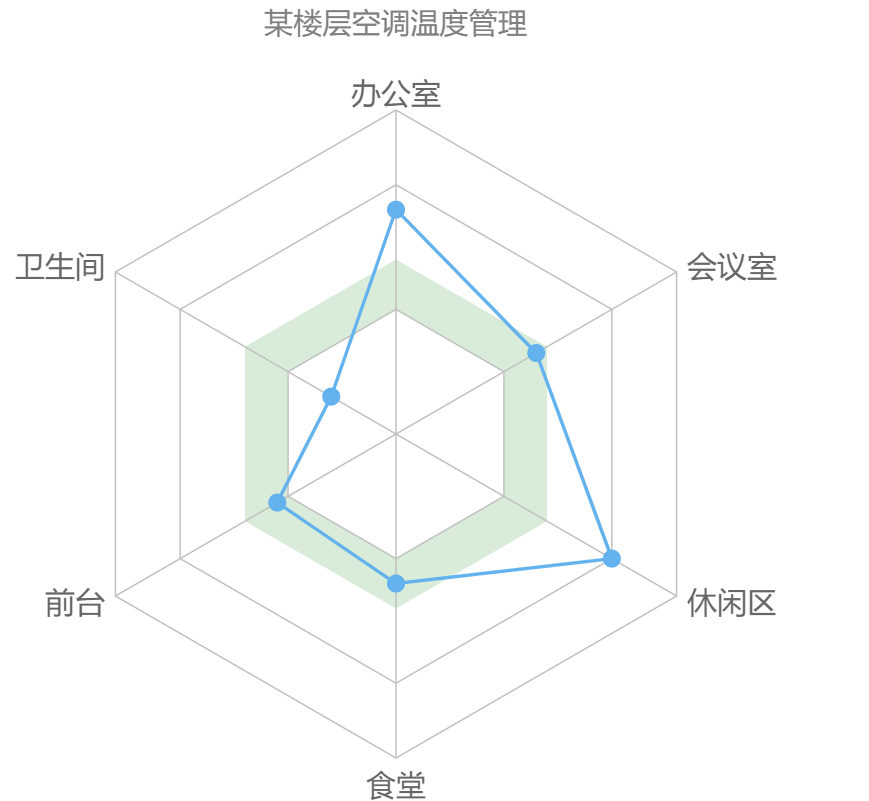 某楼层空调温度管理
办公室
卫生间
会议室
前台
休闲区
食堂